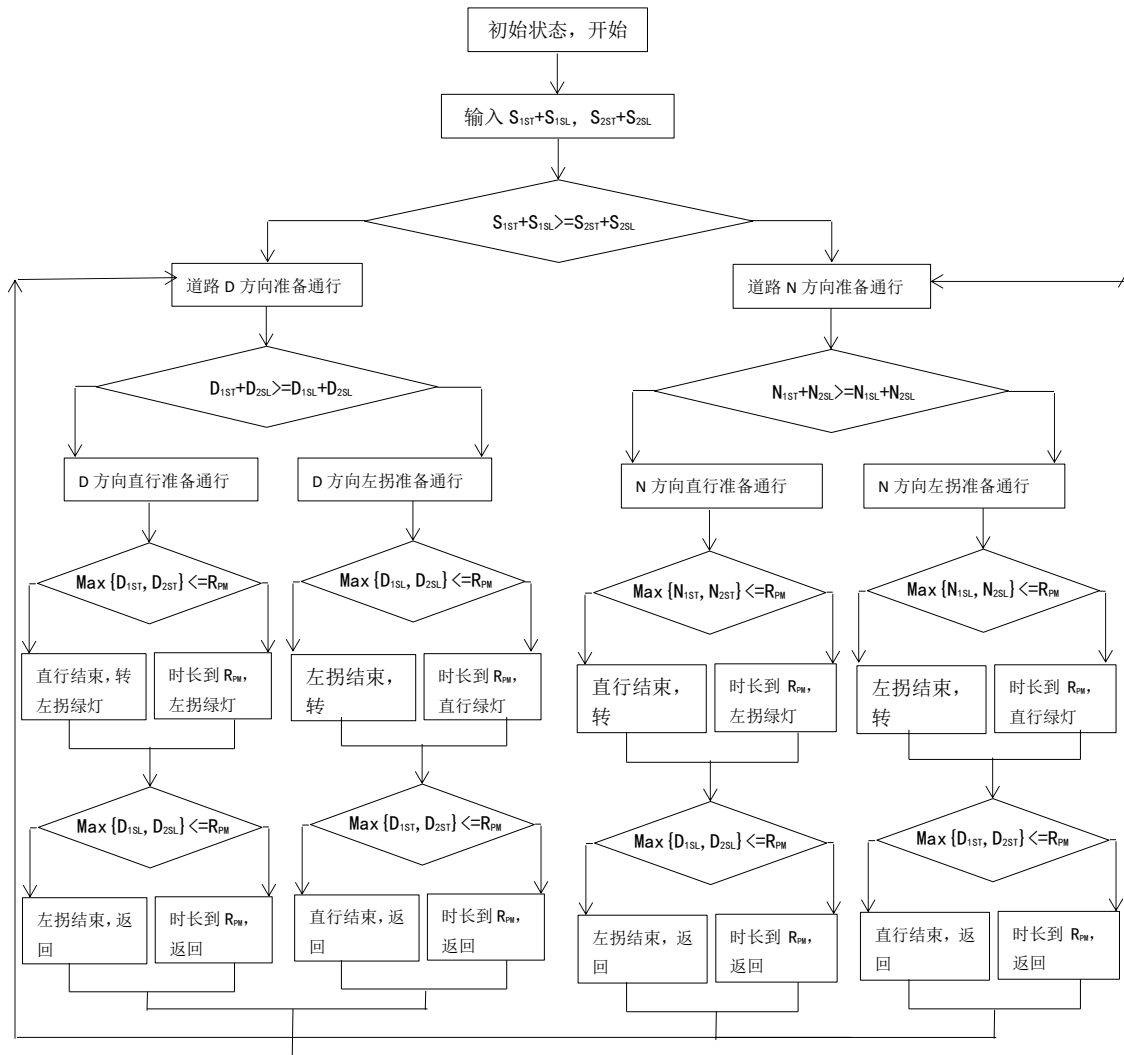 初始状态，开始
输入 S₁ST+S₁SL，S₂ST+S₂SL
S₁ST+S₁SL>=S₂ST+S₂SL
道路 D 方向准备通行
道路 N 方向准备通行
D₁ST+D₂SL>=D₁SL+D₂SL
N₁ST+N₂SL>=N₁SL+N₂SL
D 方向直行准备通行
D 方向左拐准备通行
N 方向直行准备通行
N 方向左拐准备通行
Max{D₁ST, D₂ST}<=RPM
Max{D₁SL, D₂SL}<=RPM
Max{N₁ST, N₂ST}<=RPM
Max{N₁SL, N₂SL}<=RPM
直行结束，转
左拐绿灯
时长到 RPM，
左拐绿灯
左拐结束，
转
时长到 RPM，
直行绿灯
直行结束，
转
时长到 RPM，
左拐绿灯
左拐结束，
转
时长到 RPM，
直行绿灯
Max{D₁SL, D₂SL}<=RPM
Max{D₁ST, D₂ST}<=RPM
Max{D₁SL, D₂SL}<=RPM
Max{D₁ST, D₂ST}<=RPM
左拐结束，返
回
时长到 RPM，
返回
直行结束，返
回
时长到 RPM，
返回
左拐结束，返
回
时长到 RPM，
返回
直行结束，返
回
时长到 RPM，
返回